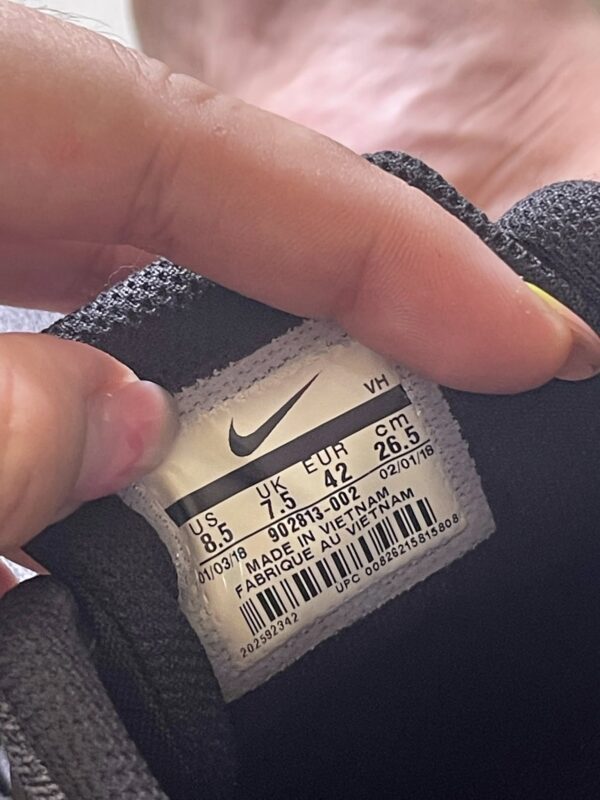 VH
US UK EUR cm
8.5 7.5 42 26.5
01/03/18 902813-002 02/01/18
MADE IN VIETNAM
FABRIQUE AU VIETNAM
UPC 00826215815808
202592342